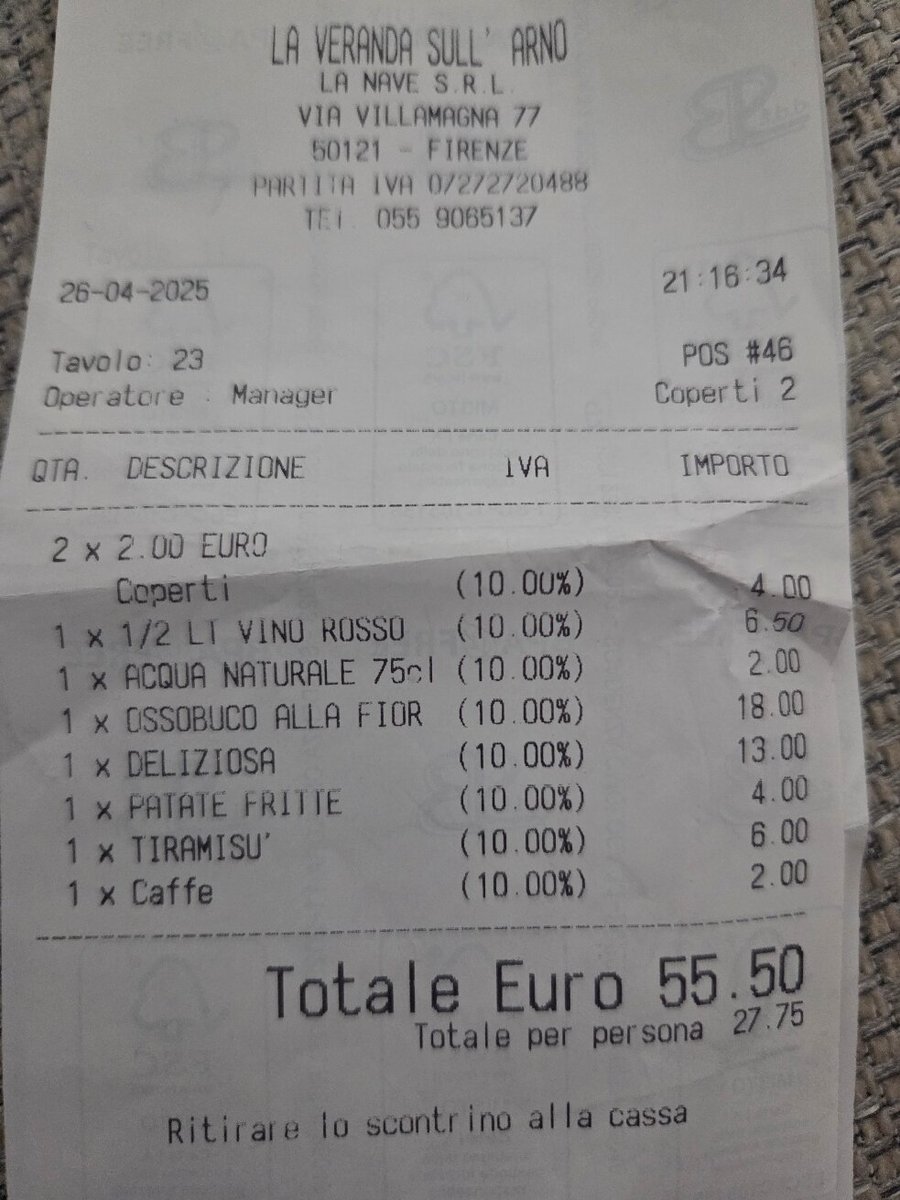 LA VERANDA SULL' ARNO
LA NAVE S.R.L.
VIA VILLAMAGNA 77
50121 - FIRENZE
PARTITA IVA 07272720488
TEL. 055 9065137
26-04-2025 21:16:34
Tavolo: 23 POS #46
Operatore : Manager Coperti 2
QTA. DESCRIZIONE IVA IMPORTO
2 x 2.00 EURO
Coperti (10.00%) 4.00
1 x 1/2 LT VINO ROSSO (10.00%) 6.50
1 x ACQUA NATURALE 75cl (10.00%) 2.00
1 x OSSOBUCO ALLA FIOR (10.00%) 18.00
1 x DELIZIOSA (10.00%) 13.00
1 x PATATE FRITTE (10.00%) 4.00
1 x TIRAMISU' (10.00%) 6.00
1 x Caffe (10.00%) 2.00
Totale Euro 55.50
Totale per persona 27.75
Ritirare lo scontrino alla cassa